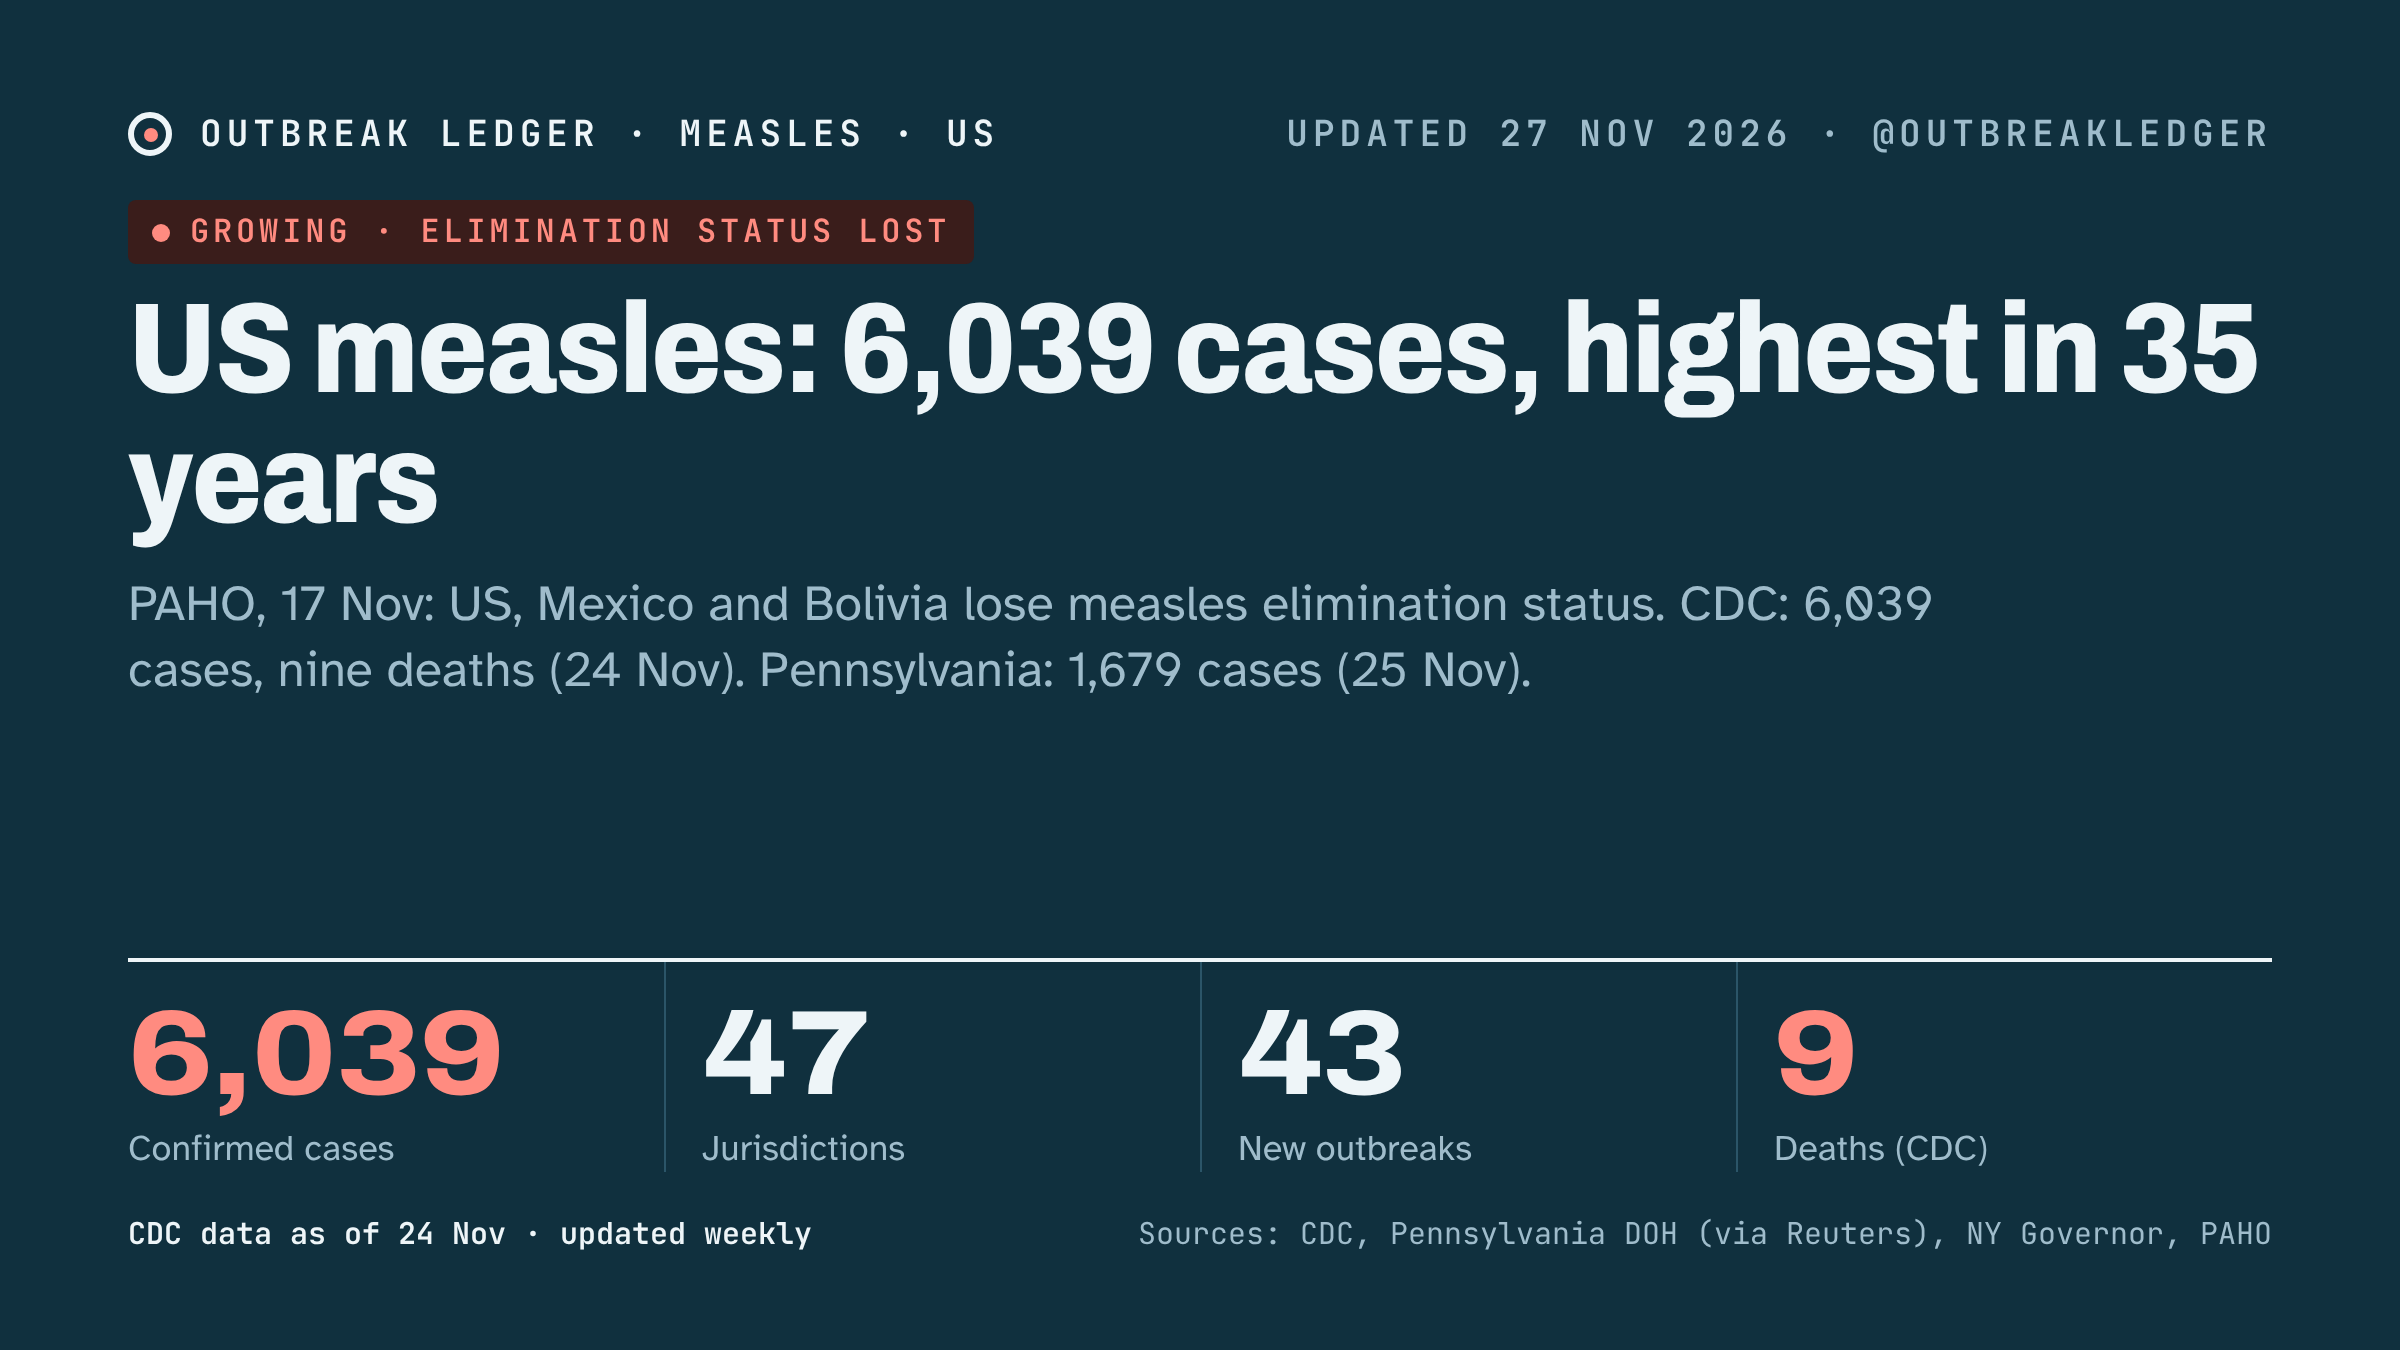 OUTBREAK LEDGER · MEASLES · US
UPDATED 27 NOV 2026 · @OUTBREAKLEDGER
GROWING · ELIMINATION STATUS LOST
US measles: 6,039 cases, highest in 35
years
PAHO, 17 Nov: US, Mexico and Bolivia lose measles elimination status. CDC: 6,039
cases, nine deaths (24 Nov). Pennsylvania: 1,679 cases (25 Nov).
6,039
Confirmed cases
47
Jurisdictions
43
New outbreaks
9
Deaths (CDC)
CDC data as of 24 Nov · updated weekly
Sources: CDC, Pennsylvania DOH (via Reuters), NY Governor, PAHO